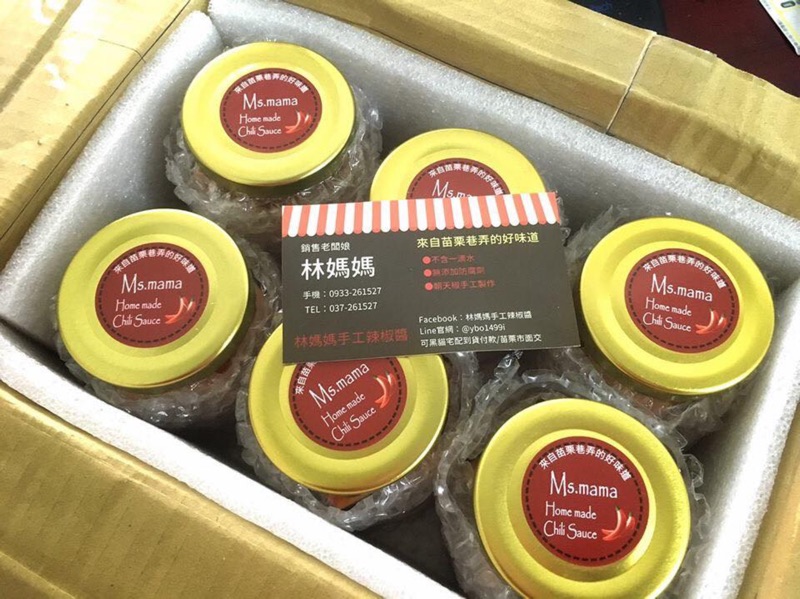 來自苗栗巷弄的好味道
Ms.mama
Home made
Chili Sauce
來自苗栗巷弄的好味道
Ms.mama
銷售老闆娘
林媽媽
手機：0933-261527
TEL：037-261527
林媽媽手工辣椒醬
來自苗栗巷弄的好味道
●不含一滴水
●無添加防腐劑
●聊天椒手工製作
Facebook：林媽媽手工辣椒醬
Line官網：@ybo1499i
可黑貓宅配到貨付款/苗栗市面交
來自苗栗巷弄的好味道
Ms.mama
Home made
Chili Sauce
來自苗栗巷弄的好味道
Ms.mama
Home made
Chili Sauce
Ms.mama
Home made
Chili Sauce
來自苗栗巷弄的好味道
Ms.mama
Home made
Chili Sauce